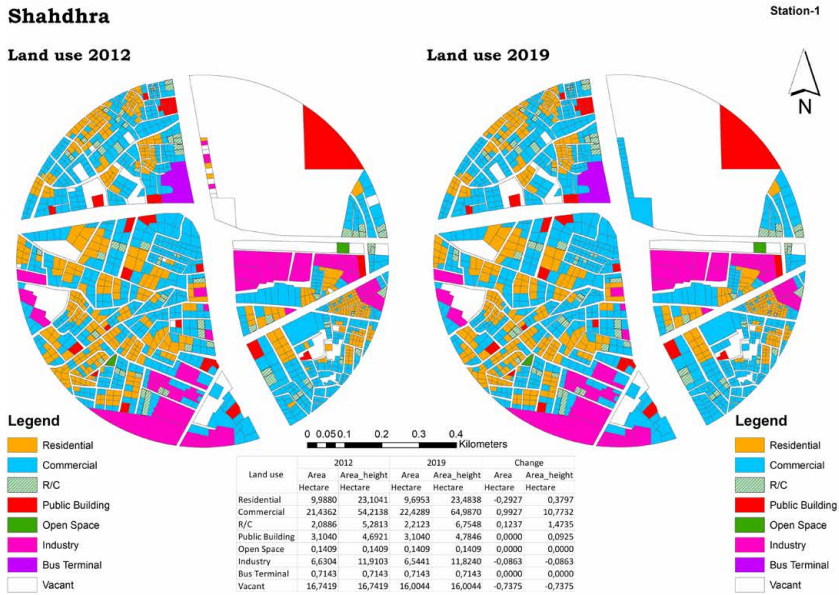 Shahdhra
Station-1
Land use 2012
Land use 2019
N
Legend
Residential
Commercial
R/C
Public Building
Open Space
Industry
Bus Terminal
Vacant
0 0.05 0.1 0.2 0.3 0.4
Kilometers
Land use 2012 2019 Change
Area Area_height Area Area_height Area Area_height
Hectare Hectare Hectare Hectare Hectare Hectare
Residential 9,9880 23,1041 9,6953 23,4838 -0,2927 0,3797
Commercial 21,4362 54,2138 22,4289 64,9870 0,9927 10,7732
R/C 2,0886 5,2813 2,2123 6,7548 0,1237 1,4735
Public Building 3,1040 4,6921 3,1040 4,7846 0,0000 0,0925
Open Space 0,1409 0,1409 0,1409 0,1409 0,0000 0,0000
Industry 6,6304 11,9103 6,5441 11,8240 -0,0863 -0,0863
Bus Terminal 0,7143 0,7143 0,7143 0,7143 0,0000 0,0000
Vacant 16,7419 16,7419 16,0044 16,0044 -0,7375 -0,7375
Legend
Residential
Commercial
R/C
Public Building
Open Space
Industry
Bus Terminal
Vacant